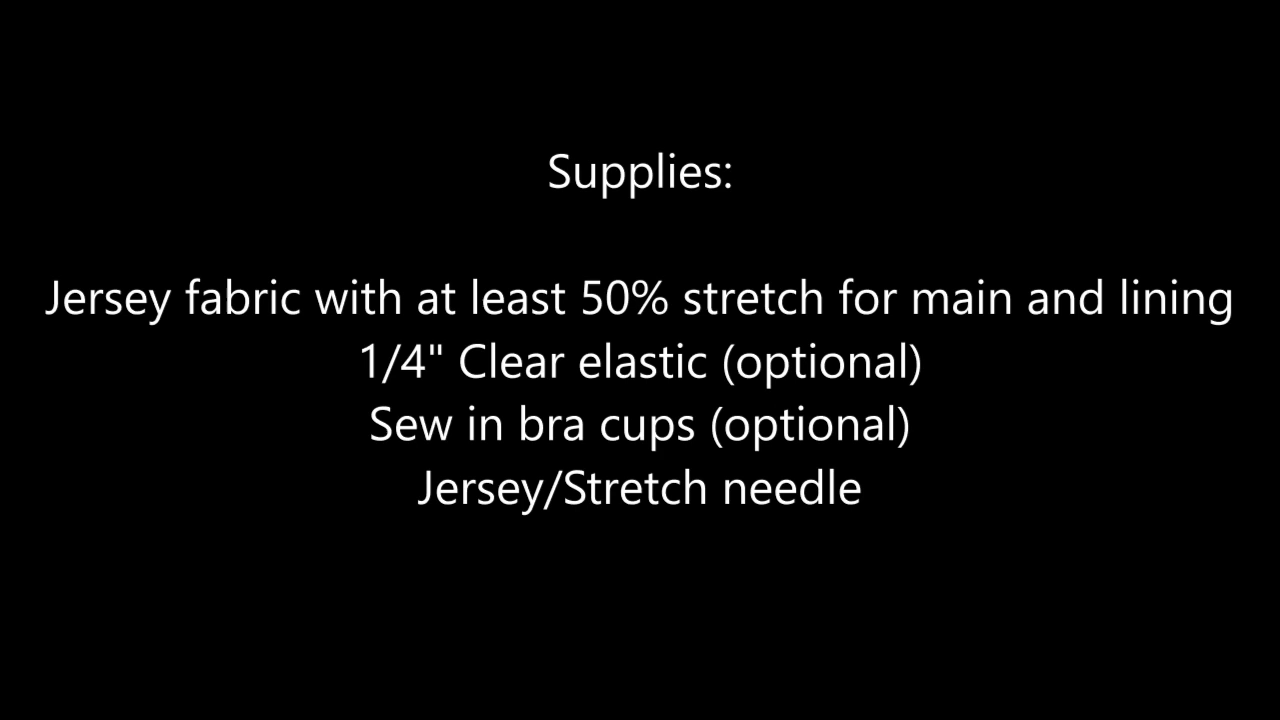 Supplies:
Jersey fabric with at least 50% stretch for main and lining
1/4" Clear elastic (optional)
Sew in bra cups (optional)
Jersey/Stretch needle